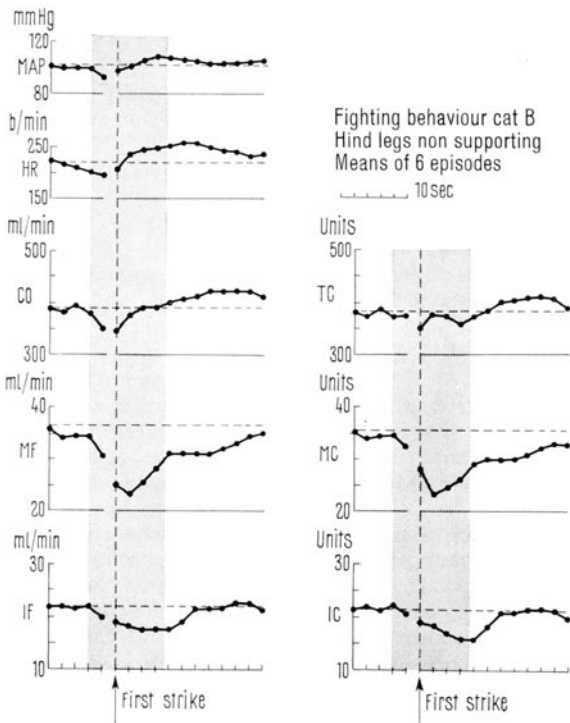 mmHg
120
MAP
80
b/min
250
HR
150
ml/min
500
CO
300
ml/min
40
MF
20
ml/min
30
IF
10
First strike
Fighting behaviour cat B
Hind legs non supporting
Means of 6 episodes
10 sec
Units
500
TC
300
Units
40
MC
20
Units
30
IC
10
First strike